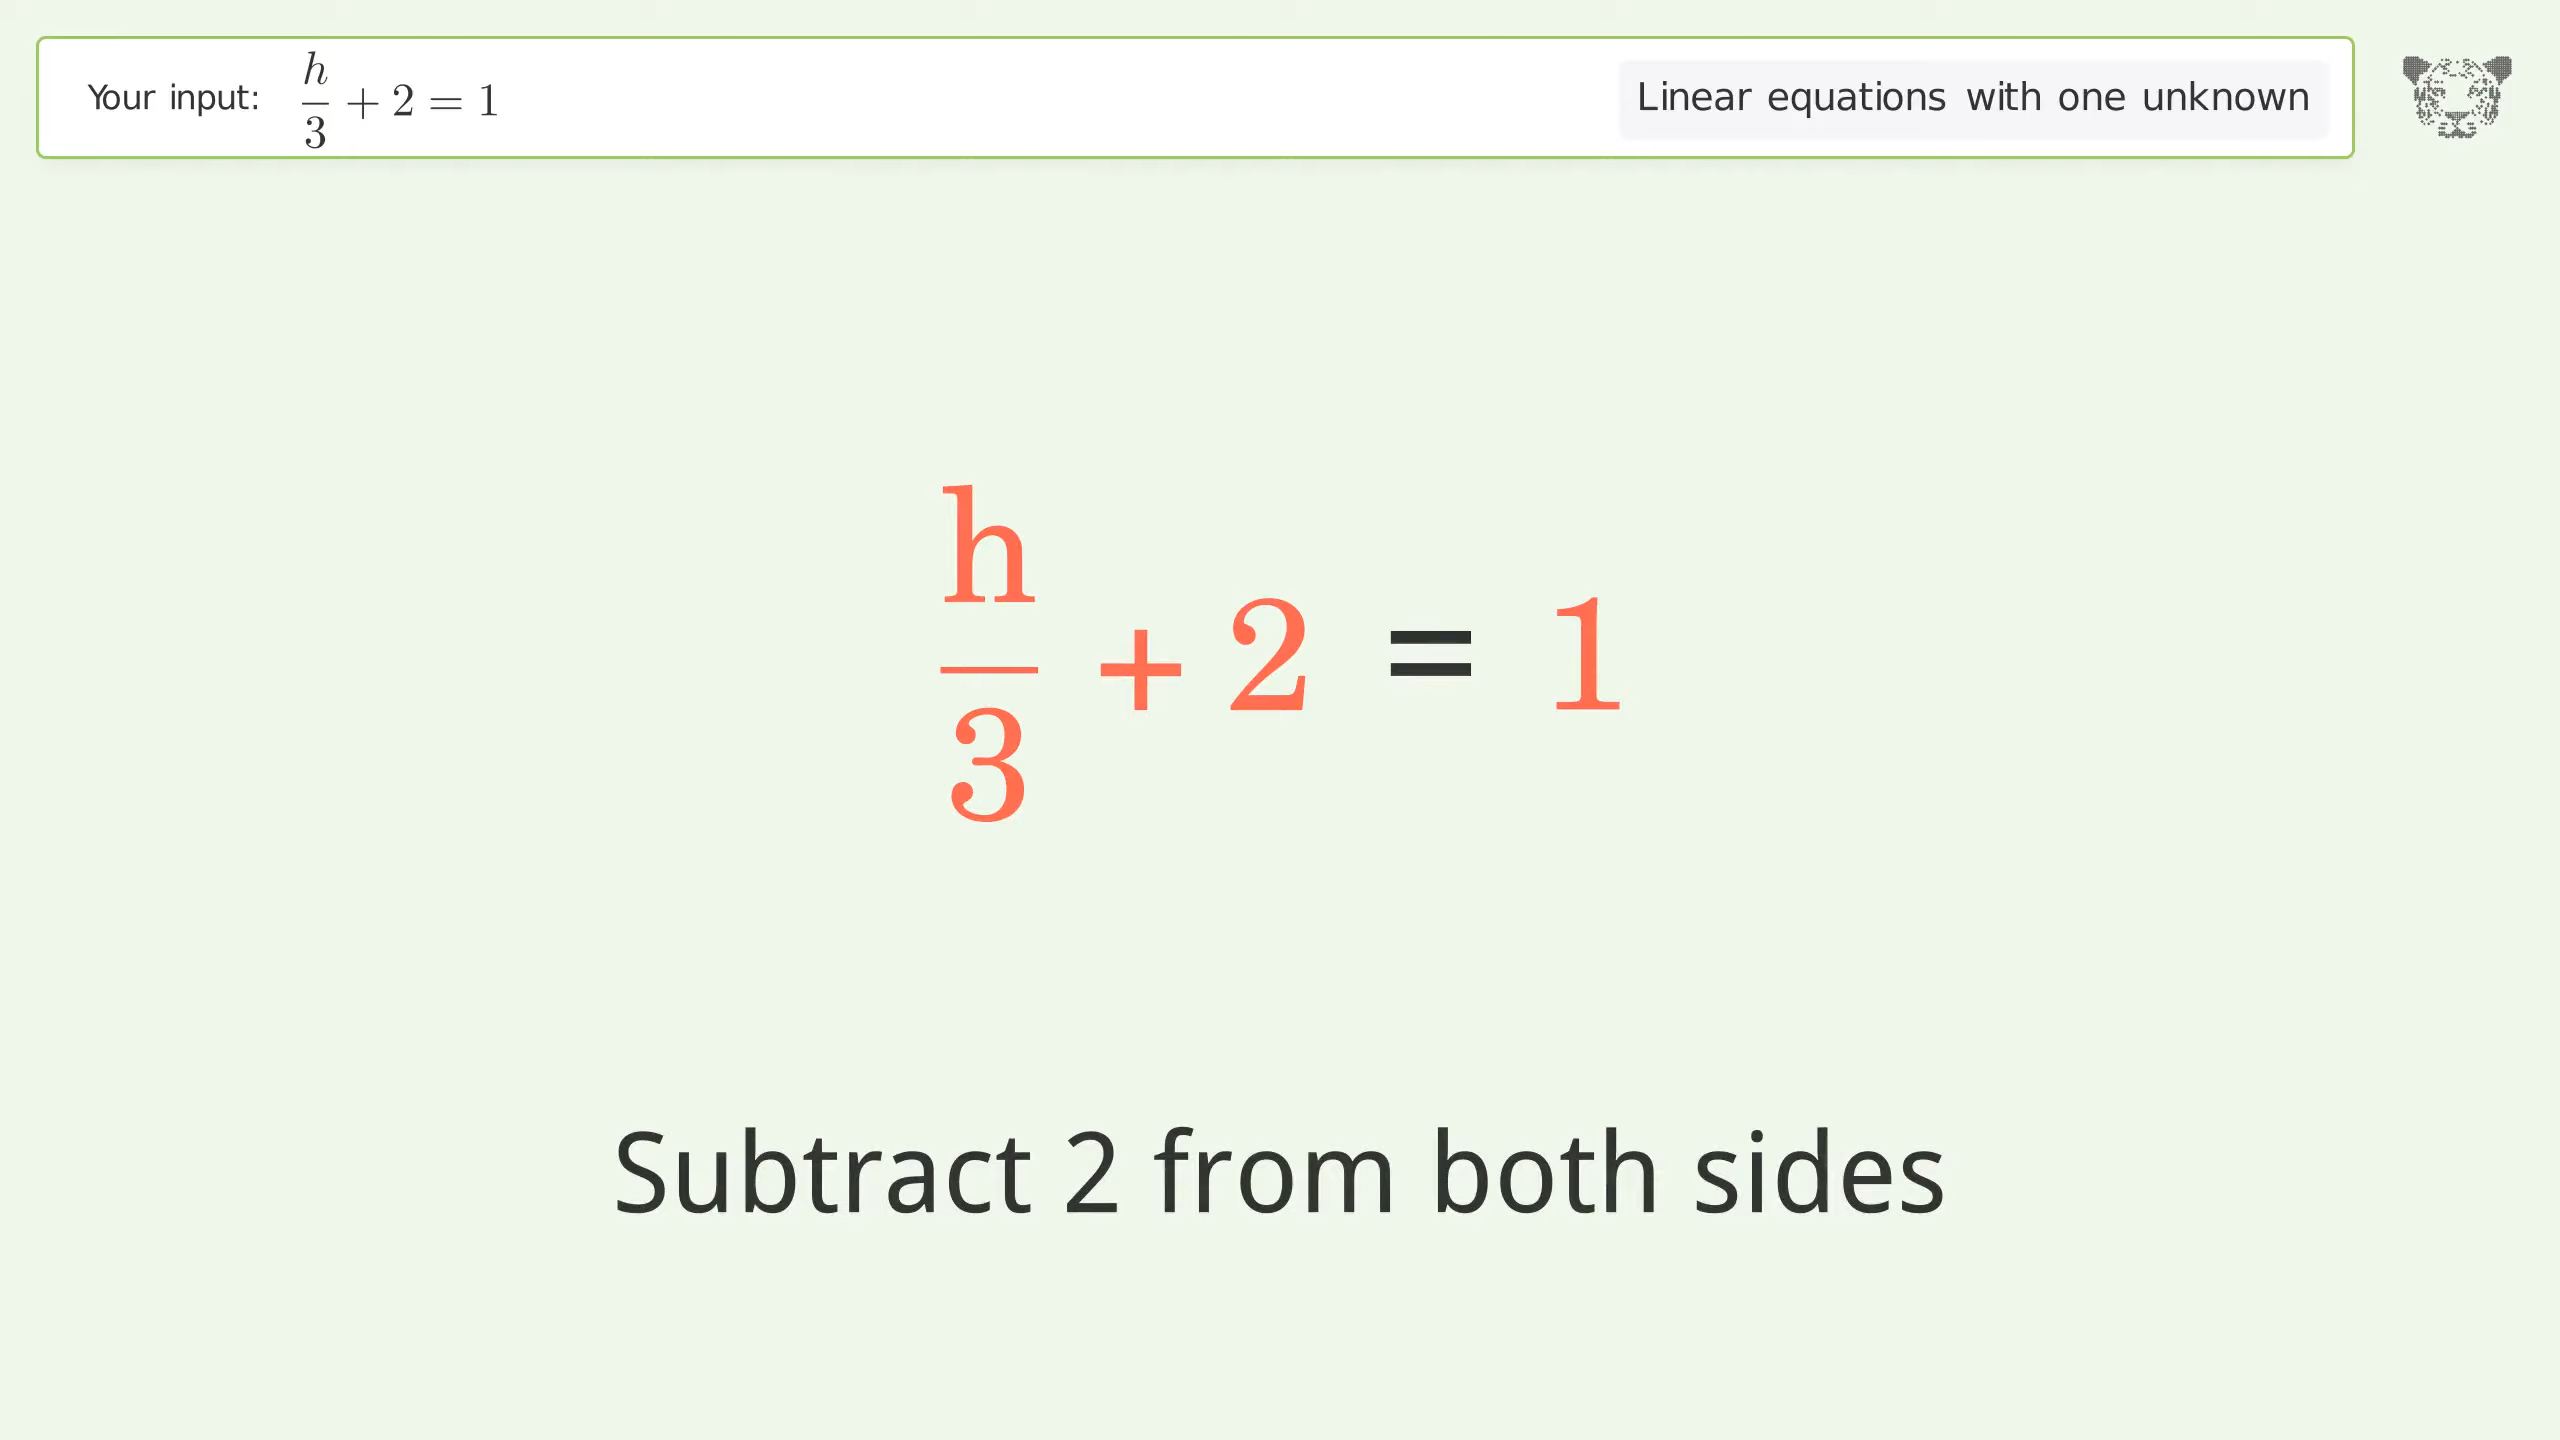 Your input: h/3 + 2 = 1
Linear equations with one unknown
h/3 + 2 = 1
Subtract 2 from both sides